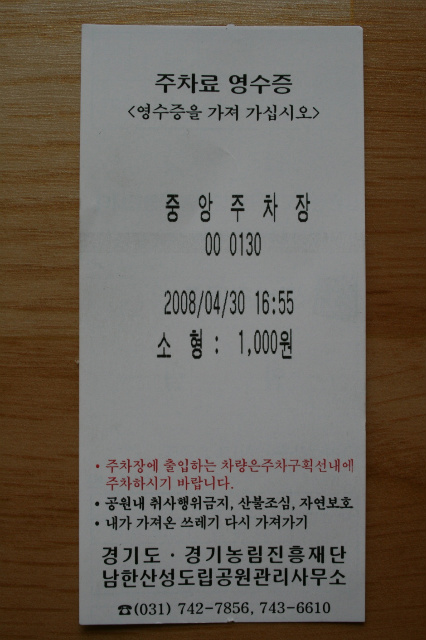 주차료 영수증
<영수증을 가져 가십시오>
중 앙 주 차 장
00 0130
2008/04/30 16:55
소 형 : 1,000원
• 주차장에 출입하는 차량은주차구획선내에
주차하시기 바랍니다.
• 공원내 취사행위금지, 산불조심, 자연보호
• 내가 가져온 쓰레기 다시 가져가기
경기도 · 경기농림진흥재단
남한산성도립공원관리사무소
☎(031) 742-7856, 743-6610